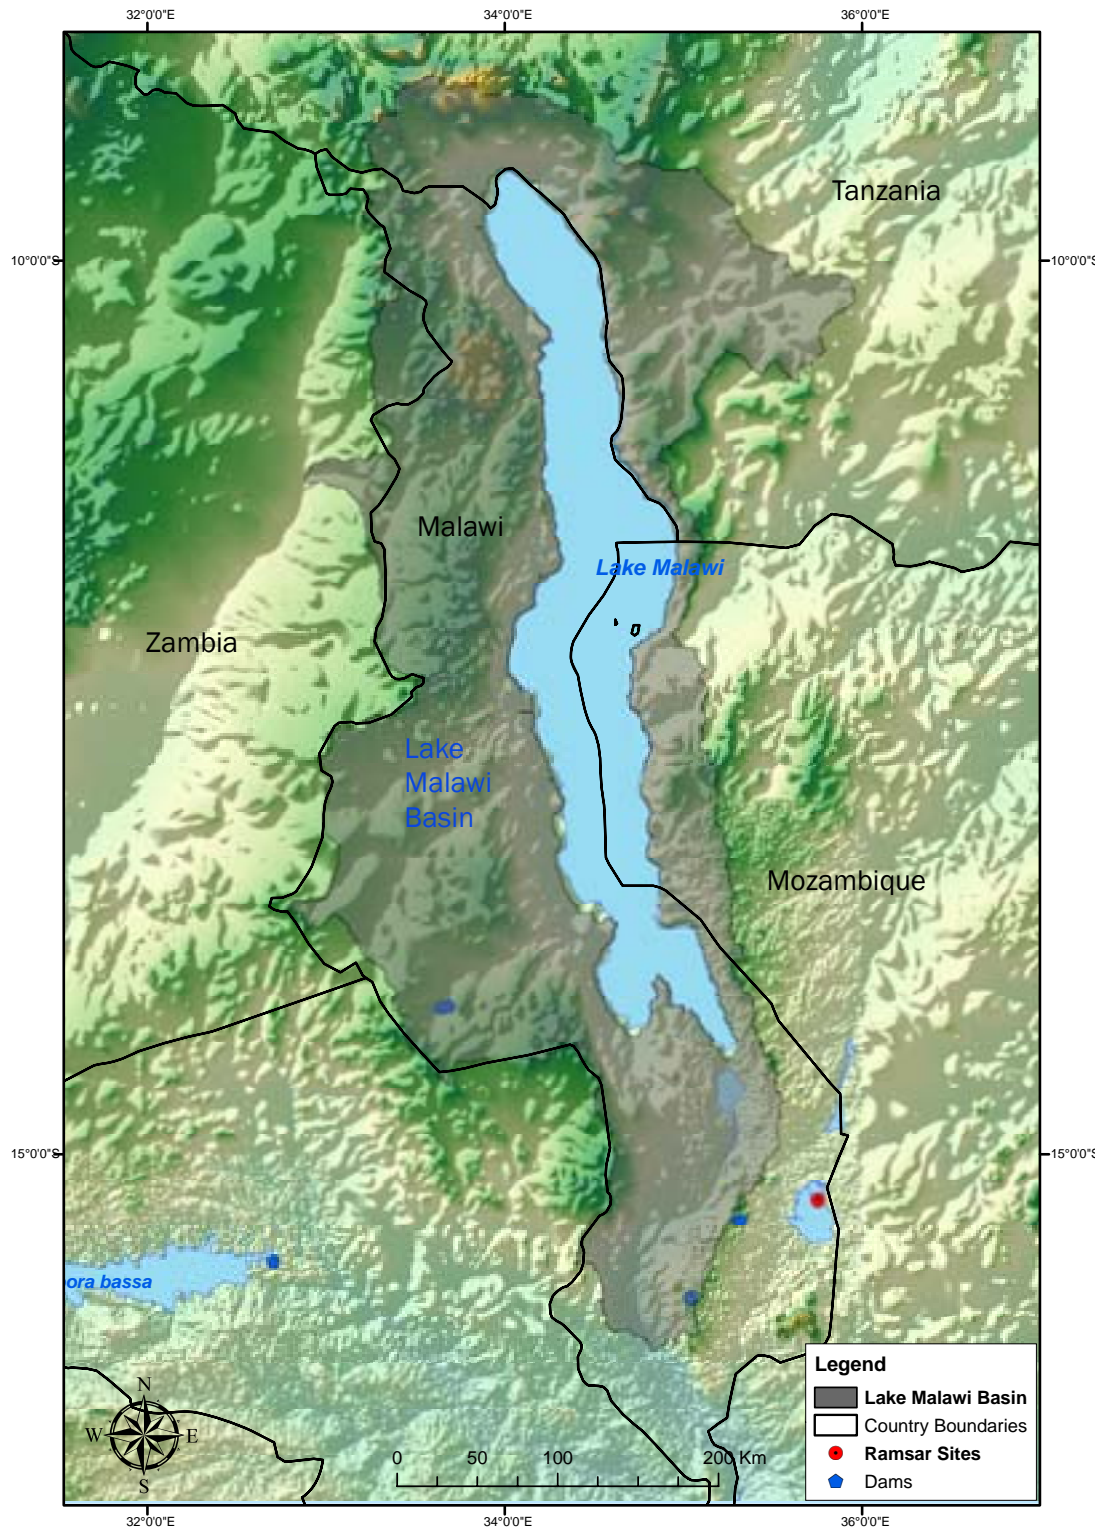 32°0'0"E
34°0'0"E
36°0'0"E
Tanzania
10°0'0"S
10°0'0"S
Malawi
Lake Malawi
Zambia
Lake
Malawi
Basin
Mozambique
15°0'0"S
15°0'0"S
ora bassa
Legend
Lake Malawi Basin
Country Boundaries
Ramsar Sites
Dams
N
W
E
S
0
50
100
200 Km
32°0'0"E
34°0'0"E
36°0'0"E